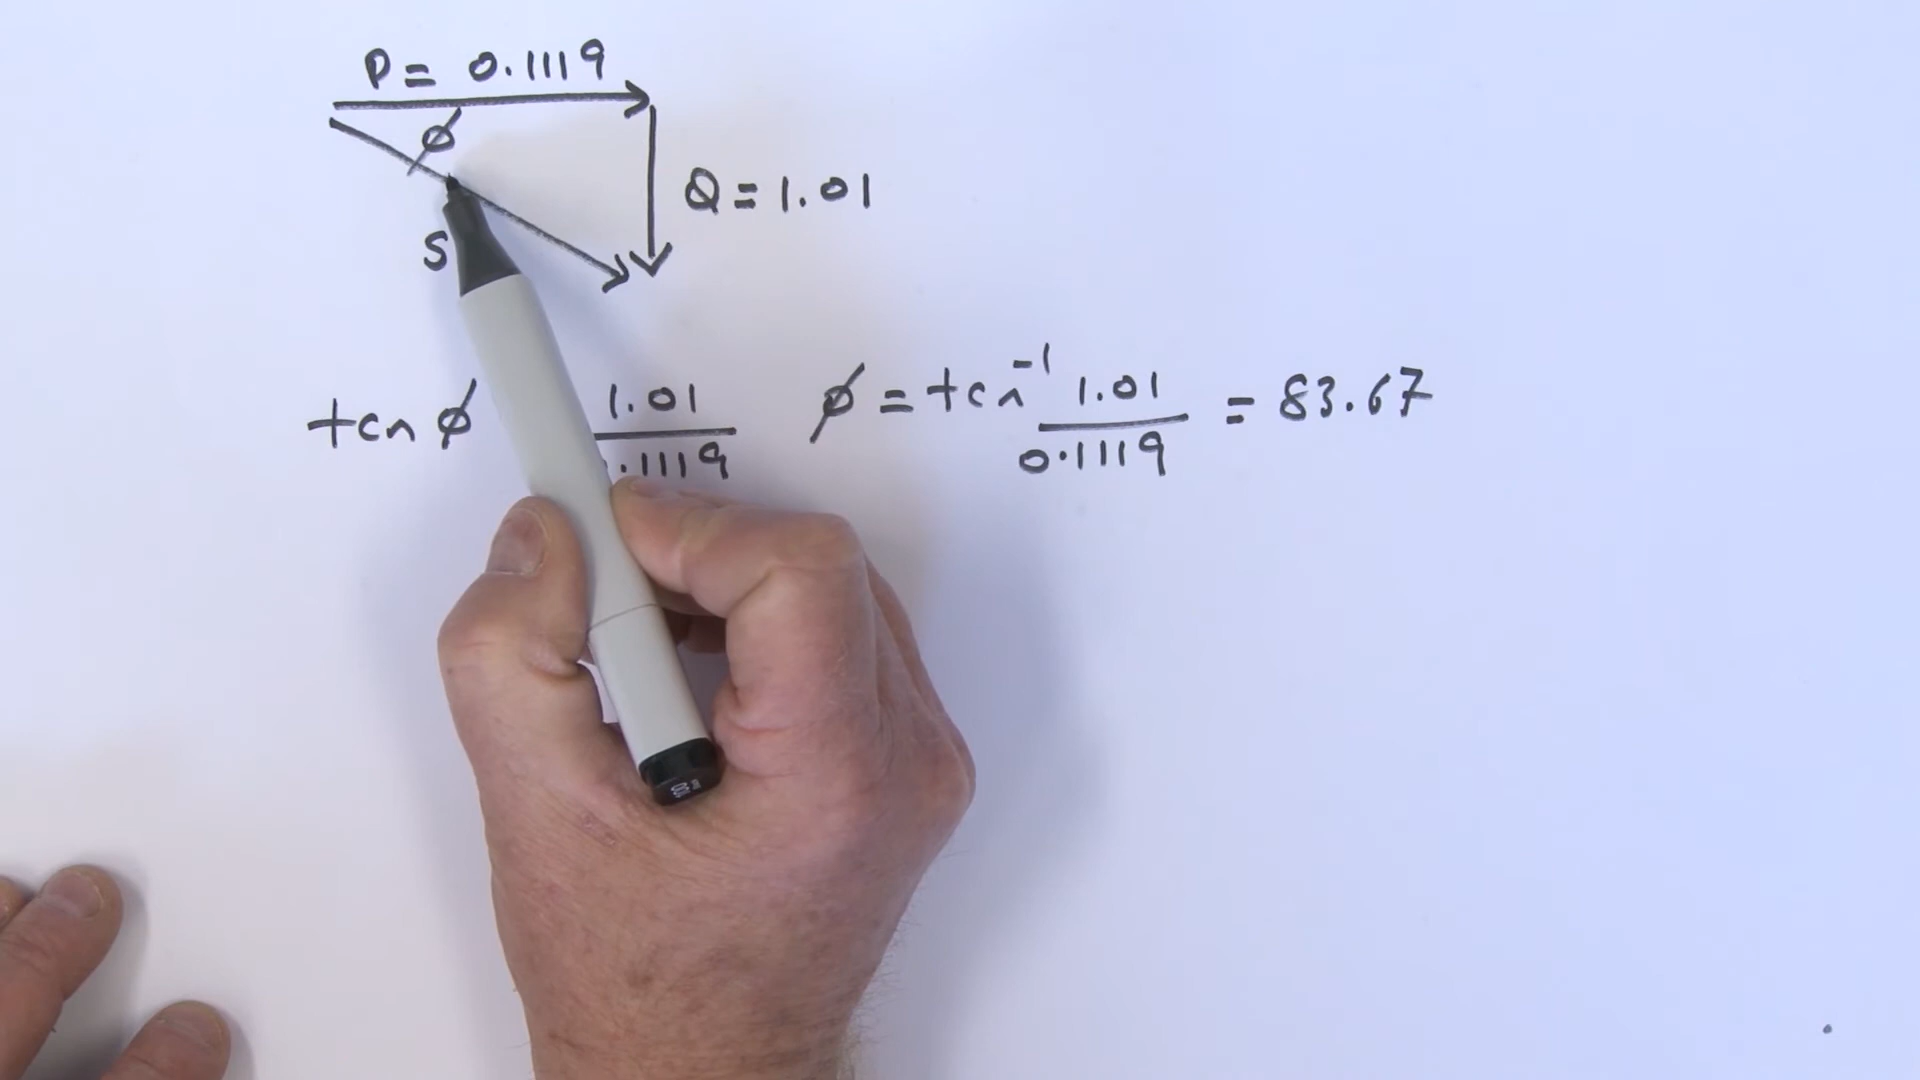 P = 0.1119
ø
Q = 1.01
S
tan ø 1.01 / .1119 ø = tan⁻¹ 1.01 / 0.1119 = 83.67